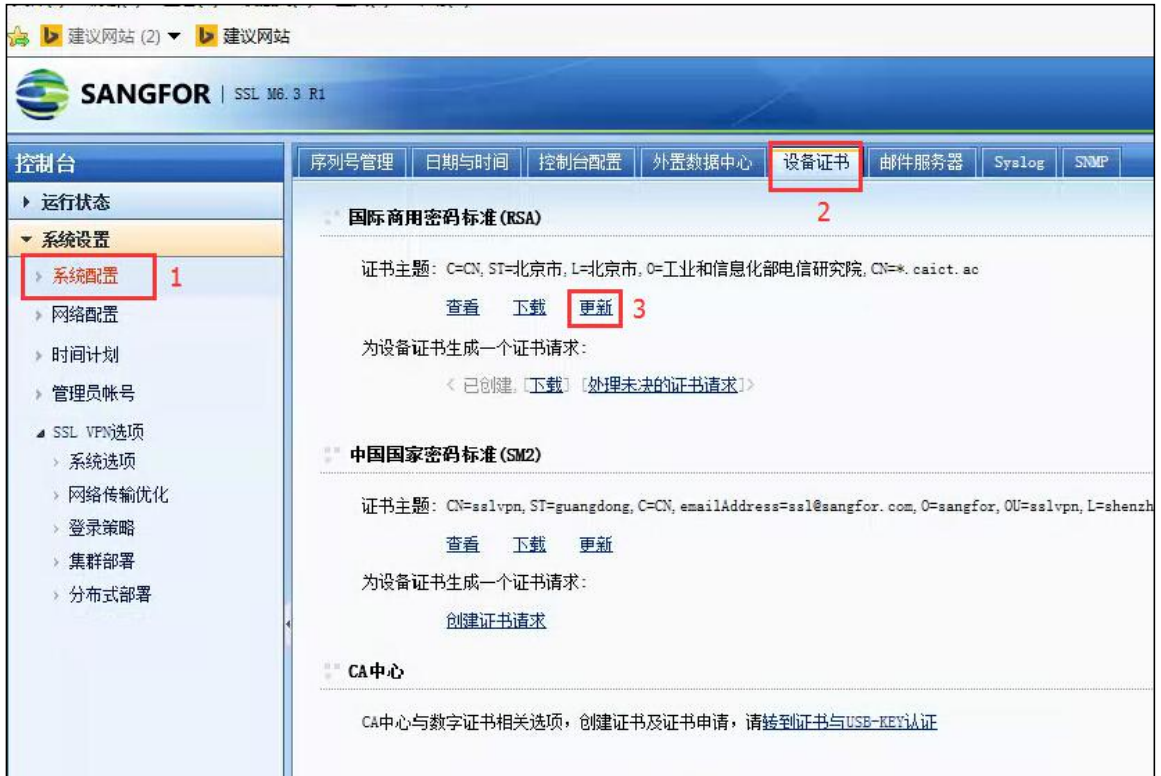 建议网站 (2) 建议网站
SANGFOR | SSL M6.3 R1
控制台
序列号管理 日期与时间 控制台配置 外置数据中心 设备证书 邮件服务器 Syslog SNMP
运行状态
2
国际商用密码标准(RSA)
系统设置
证书主题: C=CN, ST=北京市, L=北京市, O=工业和信息化部电信研究院, CN=*.caict.ac
系统配置 1
查看 下载 更新 3
网络配置
为设备证书生成一个证书请求:
时间计划
< 已创建, [下载] [处理未决的证书请求]>
管理员帐号
SSL VPN选项
中国国家密码标准(SM2)
系统选项
网络传输优化
证书主题: CN=sslvpn, ST=guangdong, C=CN, emailAddress=ssl@sangfor.com, O=sangfor, OU=sslvpn, L=shenzh
登录策略
查看 下载 更新
集群部署
为设备证书生成一个证书请求:
分布式部署
创建证书请求
CA中心
CA中心与数字证书相关选项，创建证书及证书申请，请转到证书与USB-KEY认证